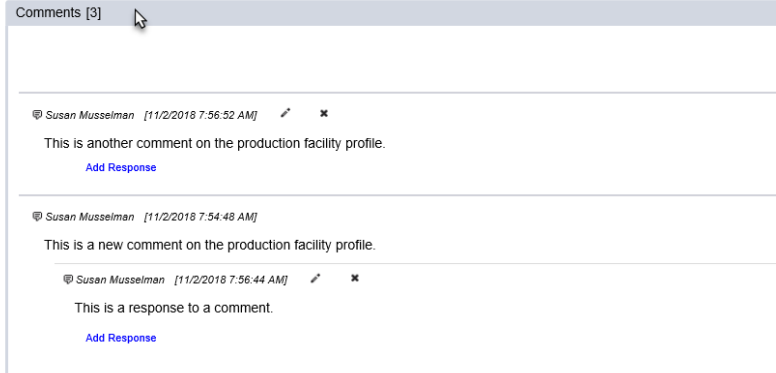 Comments [3]
Susan Musselman [11/2/2018 7:56:52 AM]
This is another comment on the production facility profile.
Add Response
Susan Musselman [11/2/2018 7:54:48 AM]
This is a new comment on the production facility profile.
Susan Musselman [11/2/2018 7:56:44 AM]
This is a response to a comment.
Add Response